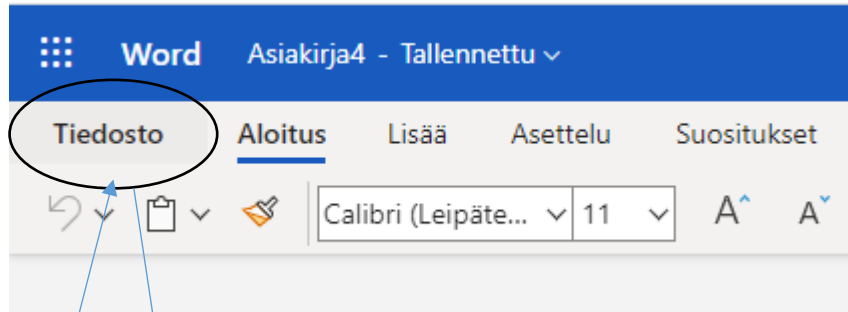 Word Asiakirja4 - Tallennettu
Tiedosto Aloitus Lisää Asettelu Suositukset
Calibri (Leipäte... 11 A A